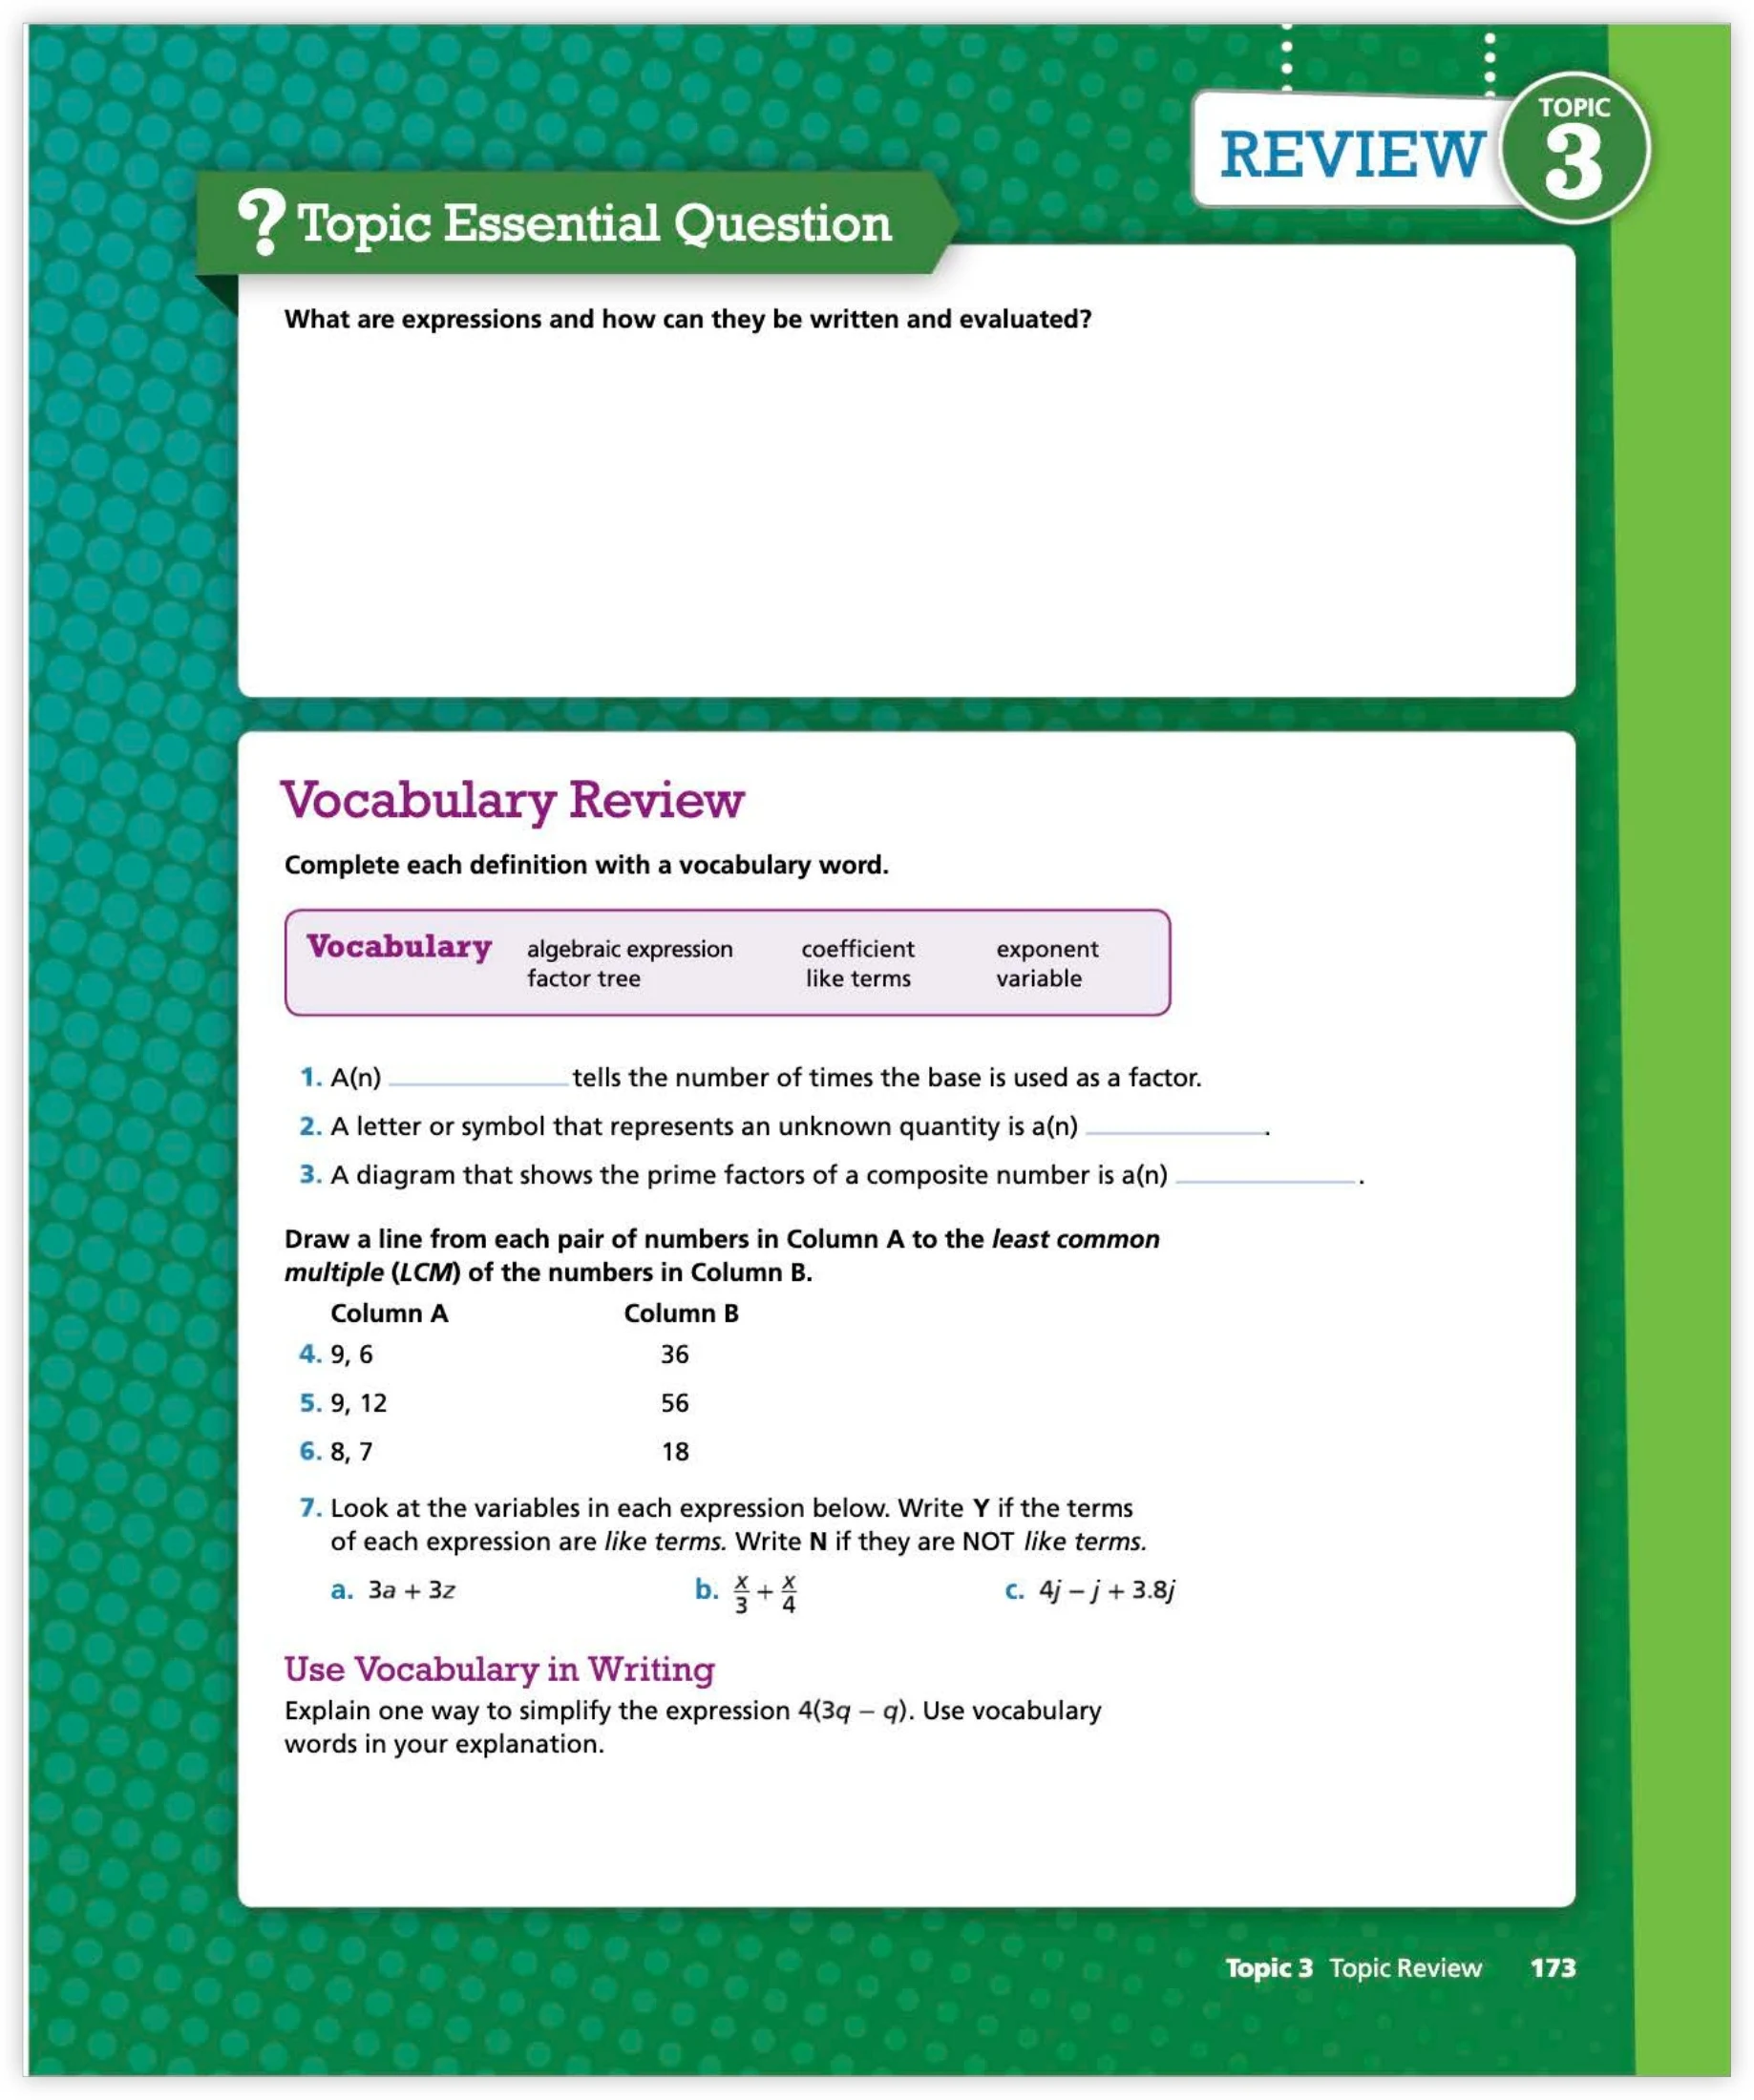 TOPIC
REVIEW 3
? Topic Essential Question
What are expressions and how can they be written and evaluated?
Vocabulary Review
Complete each definition with a vocabulary word.
Vocabulary algebraic expression coefficient exponent
factor tree like terms variable
1. A(n) ____________ tells the number of times the base is used as a factor.
2. A letter or symbol that represents an unknown quantity is a(n) ____________.
3. A diagram that shows the prime factors of a composite number is a(n) ____________.
Draw a line from each pair of numbers in Column A to the least common
multiple (LCM) of the numbers in Column B.
Column A Column B
4. 9, 6 36
5. 9, 12 56
6. 8, 7 18
7. Look at the variables in each expression below. Write Y if the terms
of each expression are like terms. Write N if they are NOT like terms.
a. 3a + 3z b. x/3 + x/4 c. 4j − j + 3.8j
Use Vocabulary in Writing
Explain one way to simplify the expression 4(3q − q). Use vocabulary
words in your explanation.
Topic 3 Topic Review 173